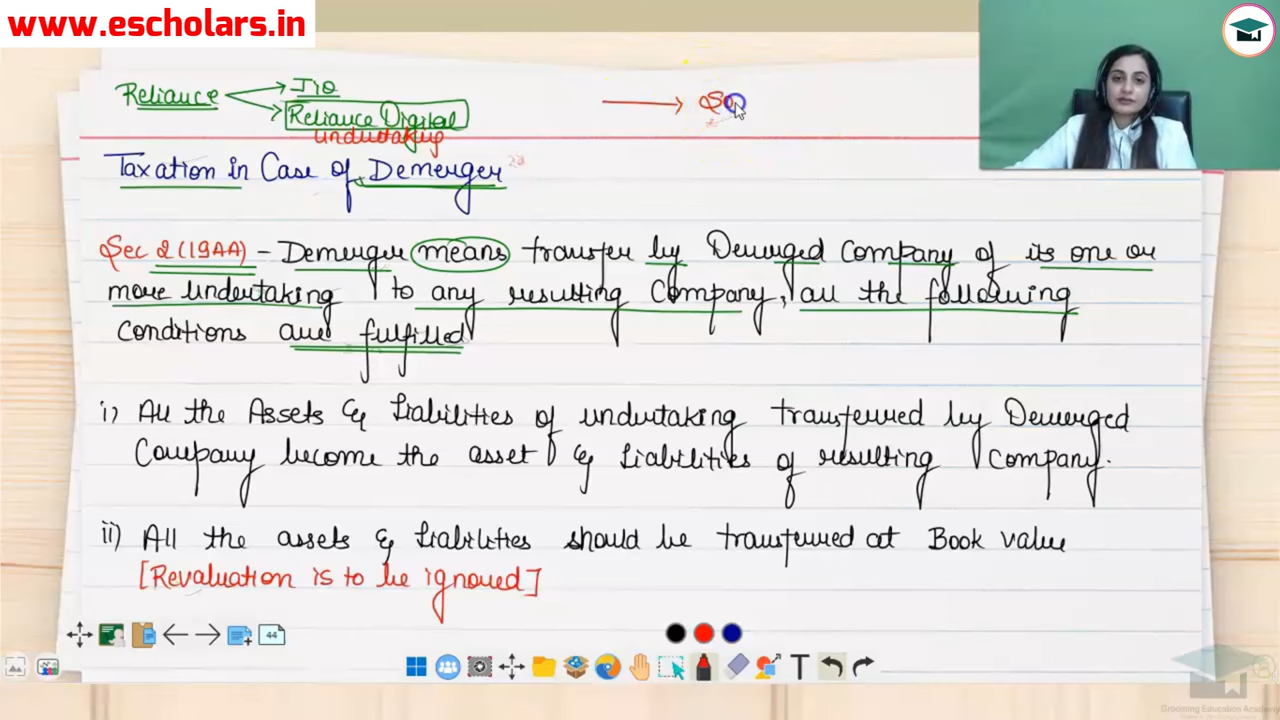 www.escholars.in
Reliance
Jio
Reliance Digital
undertaking
Taxation in Case of Demerger
Sec 2(19AA) - Demerger means transfer by Demerged Company of its one or
more undertaking to any resulting Company, all the following
conditions are fulfilled
i) All the Assets & Liabilities of undertaking transferred by Demerged
Company become the asset & Liabilities of resulting Company.
ii) All the assets & Liabilities should be transferred at Book value
[Revaluation is to be ignored]
44
T
Grooming Education Academy